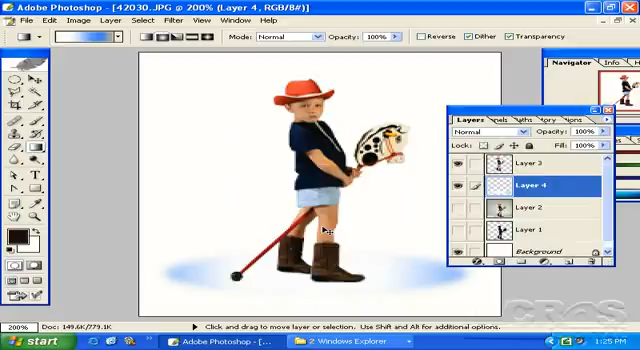 Adobe Photoshop - [42030.JPG @ 200% (Layer 4, RGB/8#)]
File Edit Image Layer Select Filter View Window Help
Mode: Normal Opacity: 100% Reverse Dither Transparency
Navigator Info
Layers
Normal Opacity: 100%
Lock: Fill: 100%
Layer 3
Layer 4
Layer 2
Layer 1
Background
200% Doc: 149.6K/779.1K Click and drag to move layer or selection. Use Shift and Alt for additional options.
start Adobe Photoshop - [... 2 Windows Explorer 1:25 PM